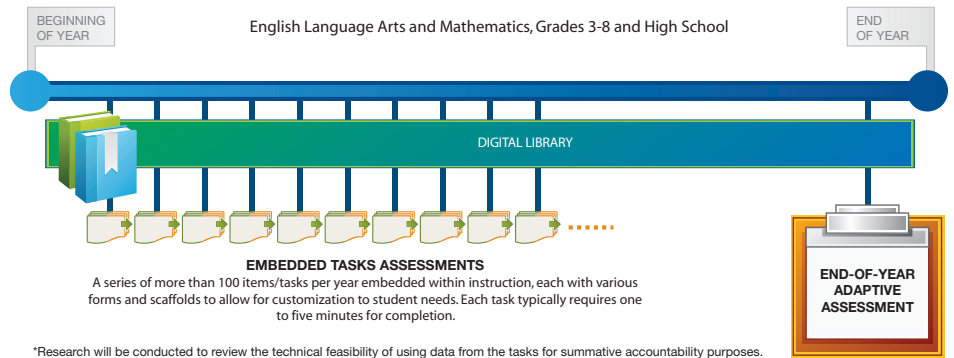 BEGINNING
OF YEAR
English Language Arts and Mathematics, Grades 3-8 and High School
END
OF YEAR
DIGITAL LIBRARY
EMBEDDED TASKS ASSESSMENTS
A series of more than 100 items/tasks per year embedded within instruction, each with various
forms and scaffolds to allow for customization to student needs. Each task typically requires one
to five minutes for completion.
END-OF-YEAR
ADAPTIVE
ASSESSMENT
*Research will be conducted to review the technical feasibility of using data from the tasks for summative accountability purposes.